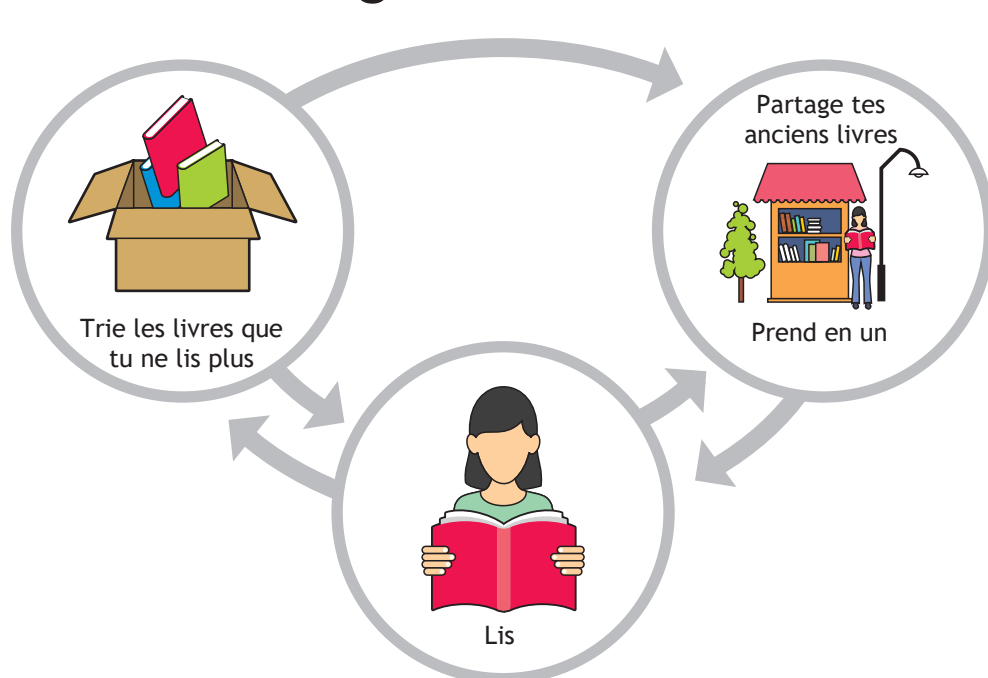 Partage tes
anciens livres
Trie les livres que
tu ne lis plus
Prend en un
Lis